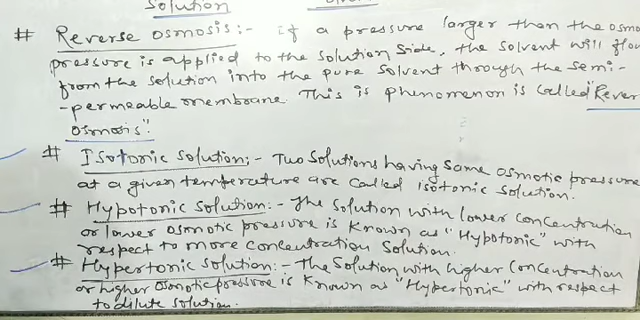 Solution
# Reverse osmosis:- if a pressure larger than the osmo
pressure is applied to the solution side, the solvent will flow
from the solution into the pure solvent through the semi-
-permeable membrane. This is phenomenon is called "Rever
osmosis".
# Isotonic solution:- Two solutions having same osmotic pressure
at a given temperature are called isotonic solution.
# Hypotonic solution:- The solution with lower concentration
or lower osmotic pressure is known as "Hypotonic" with
respect to more concentration solution.
# Hypertonic solution:- The solution with higher concentration
or higher osmotic pressure is known as "Hypertonic" with respect
to dilute solution.